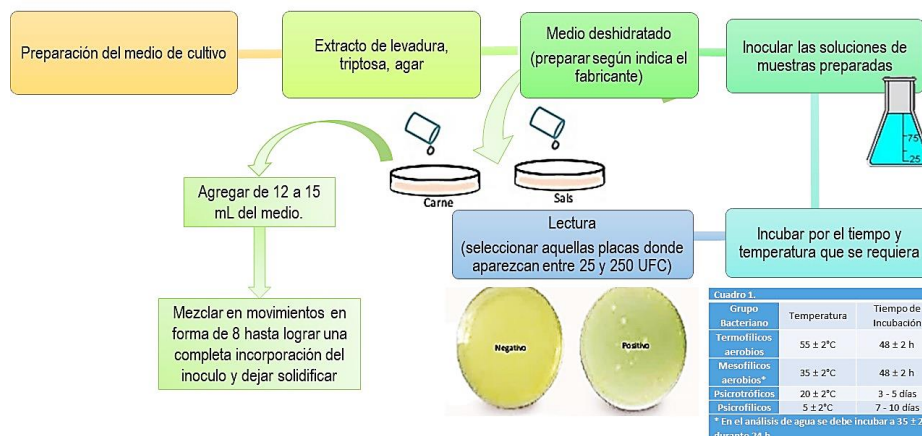 Preparación del medio de cultivo
Extracto de levadura,
triptosa, agar
Medio deshidratado
(preparar según indica el
fabricante)
Inocular las soluciones de
muestras preparadas
75
25
Carne
Sals
Agregar de 12 a 15
mL del medio.
Mezclar en movimientos en
forma de 8 hasta lograr una
completa incorporación del
inoculo y dejar solidificar
Incubar por el tiempo y
temperatura que se requiera
Lectura
(seleccionar aquellas placas donde
aparezcan entre 25 y 250 UFC)
Negativo
Positivo
Cuadro 1.
Grupo Bacteriano Temperatura Tiempo de Incubación
Termofílicos aerobios 55 ± 2°C 48 ± 2 h
Mesofílicos aerobios* 35 ± 2°C 48 ± 2 h
Psicrotróficos 20 ± 2°C 3 - 5 días
Psicrofílicos 5 ± 2°C 7 - 10 días
* En el análisis de agua se debe incubar a 35 ± 2
durante 24 h